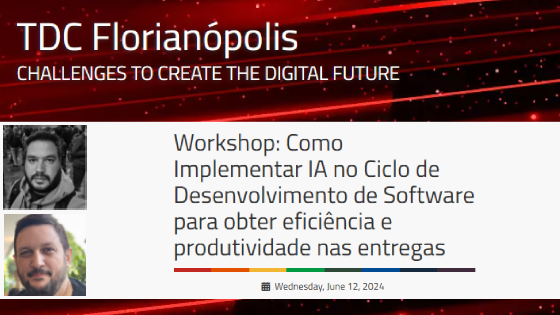 TDC Florianópolis
CHALLENGES TO CREATE THE DIGITAL FUTURE
Workshop: Como
Implementar IA no Ciclo de
Desenvolvimento de Software
para obter eficiência e
produtividade nas entregas
Wednesday, June 12, 2024